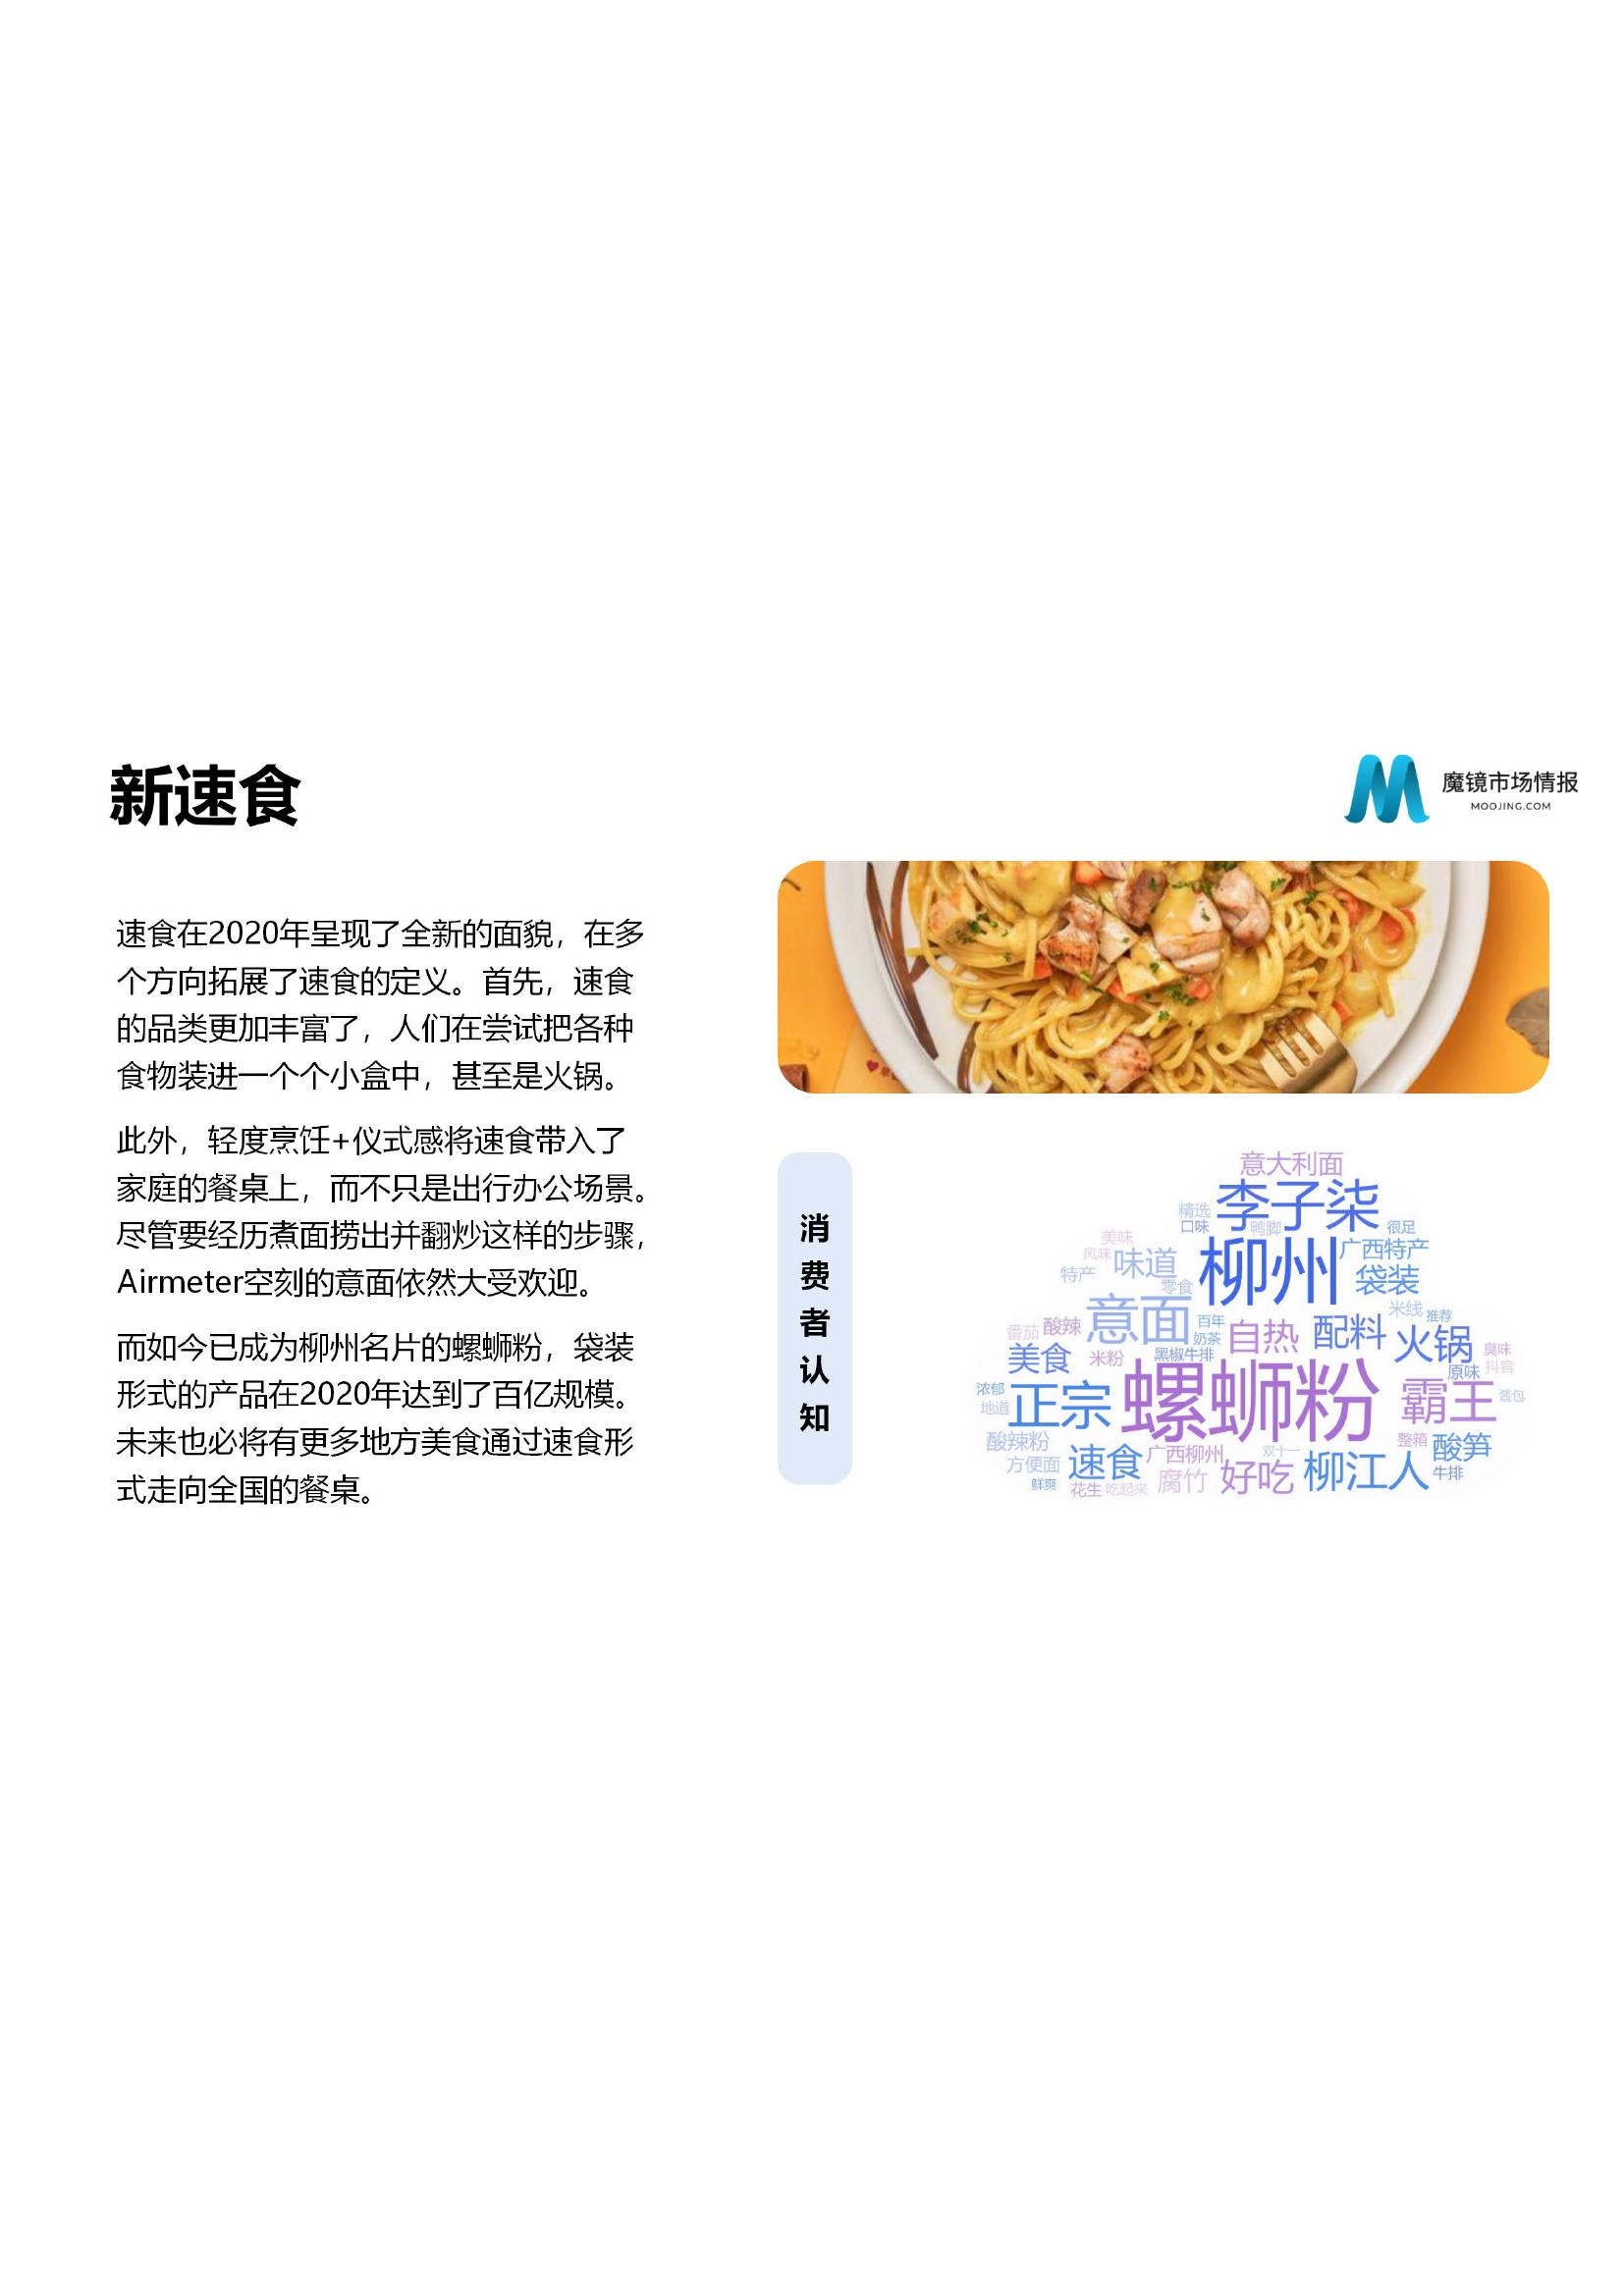 新速食
魔镜市场情报
MOOJING.COM
速食在2020年呈现了全新的面貌，在多
个方向拓展了速食的定义。首先，速食
的品类更加丰富了，人们在尝试把各种
食物装进一个个小盒中，甚至是火锅。
此外，轻度烹饪+仪式感将速食带入了
家庭的餐桌上，而不只是出行办公场景。
尽管要经历煮面捞出并翻炒这样的步骤，
Airmeter空刻的意面依然大受欢迎。
而如今已成为柳州名片的螺蛳粉，袋装
形式的产品在2020年达到了百亿规模。
未来也必将有更多地方美食通过速食形
式走向全国的餐桌。
消费者认知
意大利面
李子柒
精选
口味
鸭脚
很足
美味
风味
味道
特产
零食
柳州
广西特产
袋装
米线
推荐
意面
百年
奶茶
自热
配料
火锅
番茄
酸辣
美食
米粉
黑椒牛排
臭味
抖音
原味
浓郁
地道
正宗
螺蛳粉
霸王
酱包
酸辣粉
方便面
速食
广西柳州
双十一
整箱
酸笋
鲜爽
花生
吃起来
腐竹
好吃
柳江人
牛排